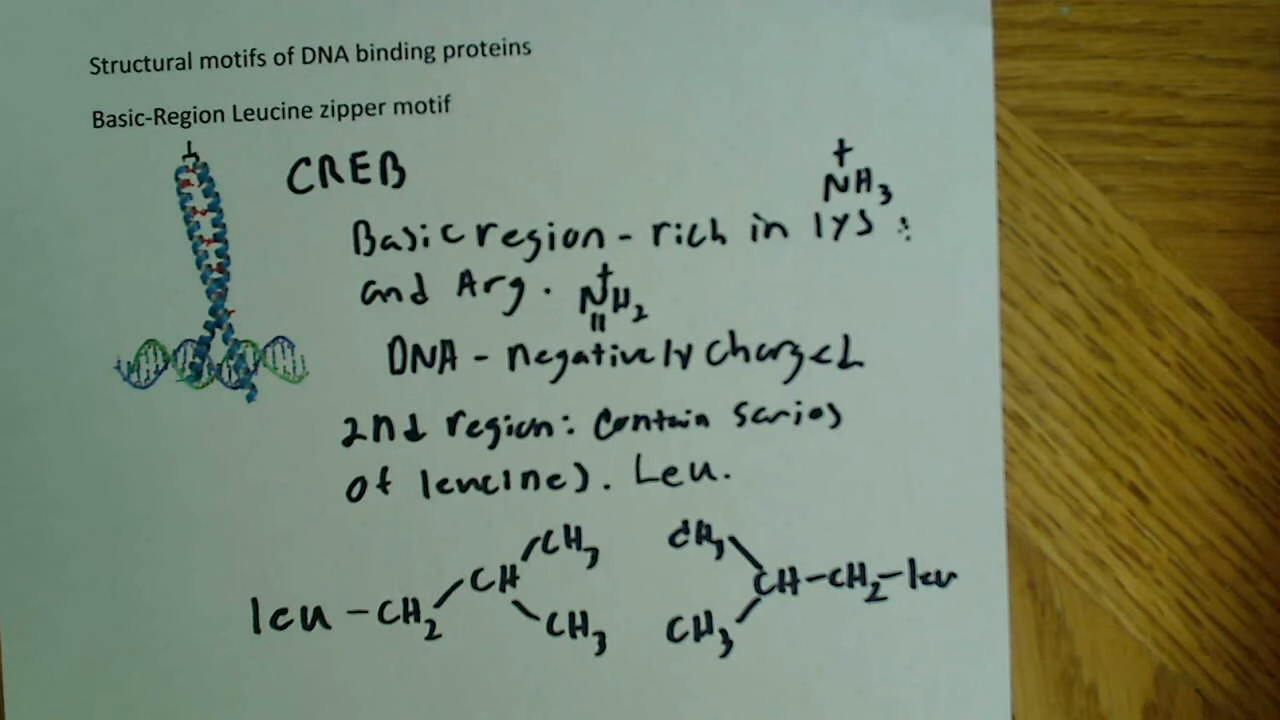 Structural motifs of DNA binding proteins
Basic-Region Leucine zipper motif
CREB
+
NH3
Basic region - rich in lys :
and Arg. +
NH2
=
DNA - negatively charged
2nd region: contain series
of leucines. Leu.
CH3 CH3
leu - CH2 CH CH - CH2 - leu
CH3 CH3